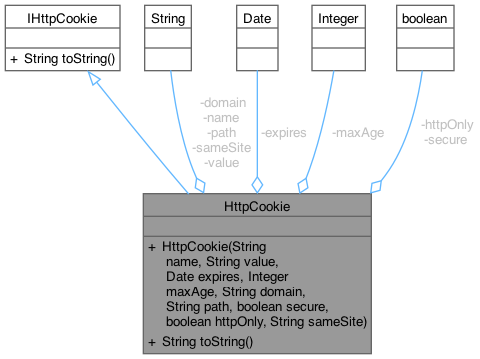 IHttpCookie
+ String toString()
String
Date
Integer
boolean
-domain
-name
-path
-sameSite
-value
-expires
-maxAge
-httpOnly
-secure
HttpCookie
+ HttpCookie(String
name, String value,
Date expires, Integer
maxAge, String domain,
String path, boolean secure,
boolean httpOnly, String sameSite)
+ String toString()